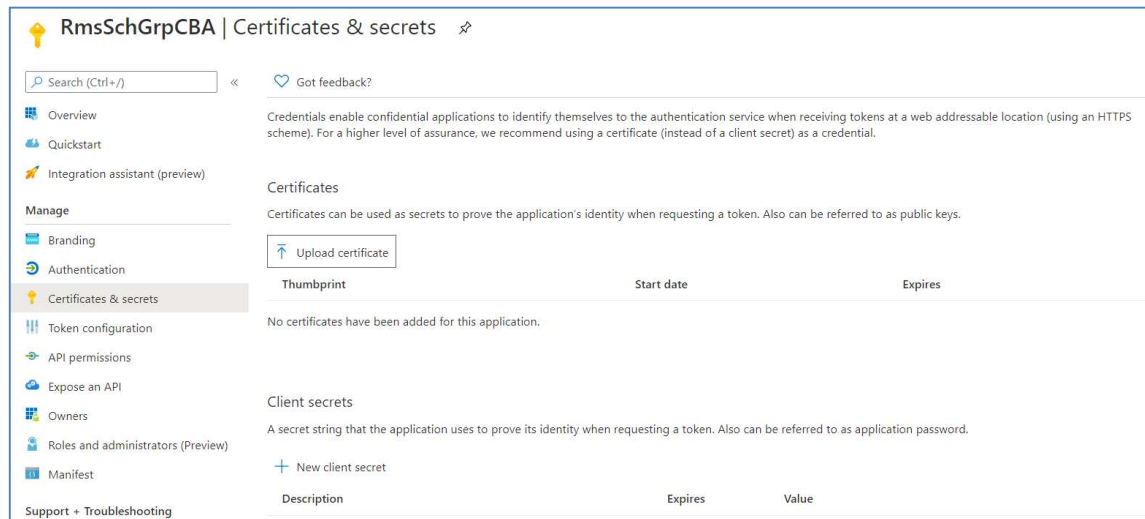 RmsSchGrpCBA | Certificates & secrets
Search (Ctrl+/)
«
Overview
Quickstart
Integration assistant (preview)
Manage
Branding
Authentication
Certificates & secrets
Token configuration
API permissions
Expose an API
Owners
Roles and administrators (Preview)
Manifest
Support + Troubleshooting
Got feedback?
Credentials enable confidential applications to identify themselves to the authentication service when receiving tokens at a web addressable location (using an HTTPS
scheme). For a higher level of assurance, we recommend using a certificate (instead of a client secret) as a credential.
Certificates
Certificates can be used as secrets to prove the application's identity when requesting a token. Also can be referred to as public keys.
Upload certificate
Thumbprint Start date Expires
No certificates have been added for this application.
Client secrets
A secret string that the application uses to prove its identity when requesting a token. Also can be referred to as application password.
New client secret
Description Expires Value